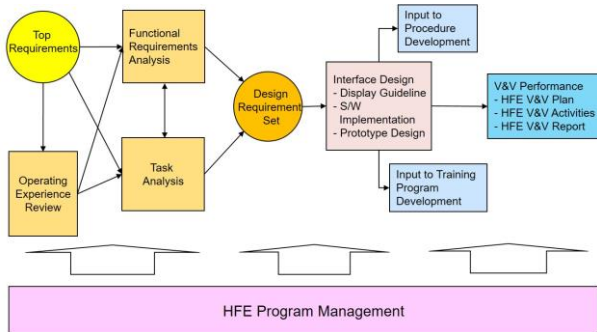 Top
Requirements
Functional
Requirements
Analysis
Operating
Experience
Review
Task
Analysis
Design
Requirement
Set
Input to
Procedure
Development
Interface Design
- Display Guideline
- S/W
Implementation
- Prototype Design
Input to Training
Program
Development
V&V Performance
- HFE V&V Plan
- HFE V&V Activities
- HFE V&V Report
HFE Program Management